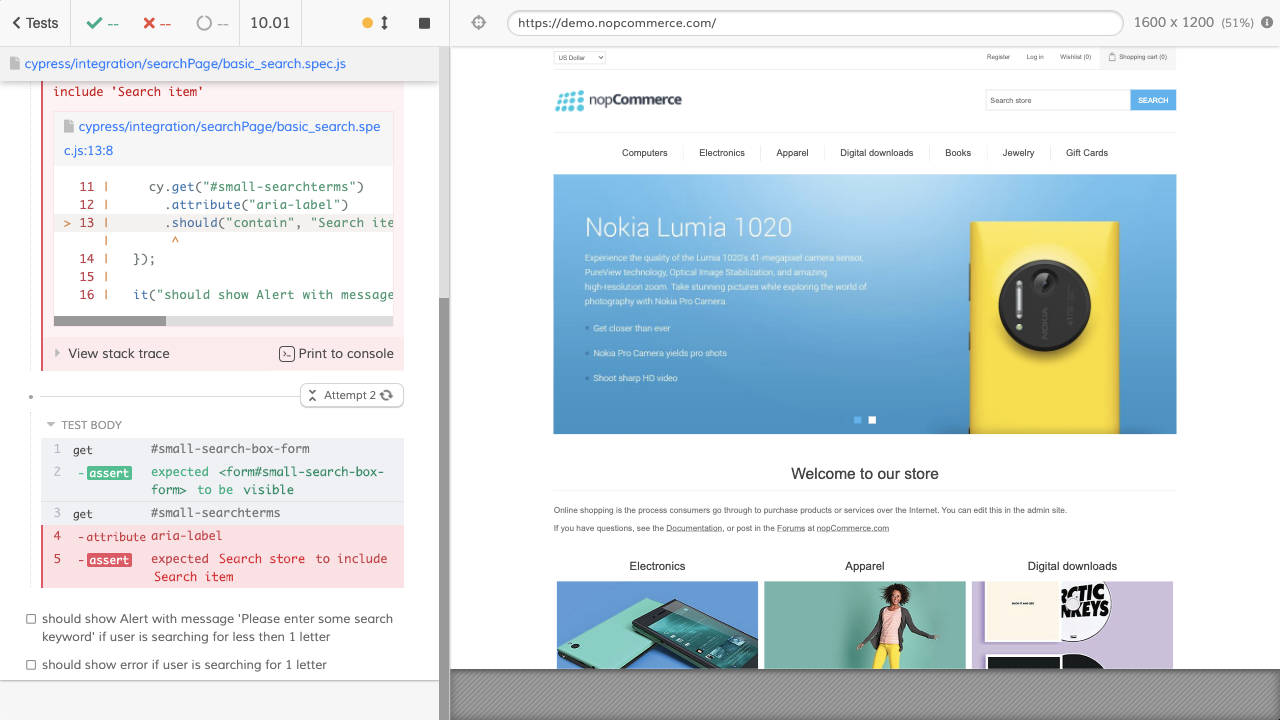 Tests
--
--
--
10.01
https://demo.nopcommerce.com/
1600 x 1200 (51%)
cypress/integration/searchPage/basic_search.spec.js
include 'Search item'
cypress/integration/searchPage/basic_search.spe
c.js:13:8
11 | cy.get("#small-searchterms")
12 | .attribute("aria-label")
> 13 | .should("contain", "Search ite
| ^
14 | });
15 |
16 | it("should show Alert with message
View stack trace
Print to console
Attempt 2
TEST BODY
1 get #small-search-box-form
2 -assert expected <form#small-search-box-
form> to be visible
3 get #small-searchterms
4 -attribute aria-label
5 -assert expected Search store to include
Search item
should show Alert with message 'Please enter some search
keyword' if user is searching for less then 1 letter
should show error if user is searching for 1 letter
US Dollar
Register
Log in
Wishlist (0)
Shopping cart (0)
nopCommerce
Search store
SEARCH
Computers
Electronics
Apparel
Digital downloads
Books
Jewelry
Gift Cards
Nokia Lumia 1020
Experience the quality of the Lumia 1020's 41-megapixel camera sensor,
PureView technology, Optical Image Stabilization, and amazing
high-resolution zoom. Take stunning pictures while exploring the world of
photography with Nokia Pro Camera
Get closer than ever
Nokia Pro Camera yields pro shots
Shoot sharp HD video
NOKIA
Welcome to our store
Online shopping is the process consumers go through to purchase products or services over the Internet. You can edit this in the admin site.
If you have questions, see the Documentation, or post in the Forums at nopCommerce.com
Electronics
Apparel
Digital downloads